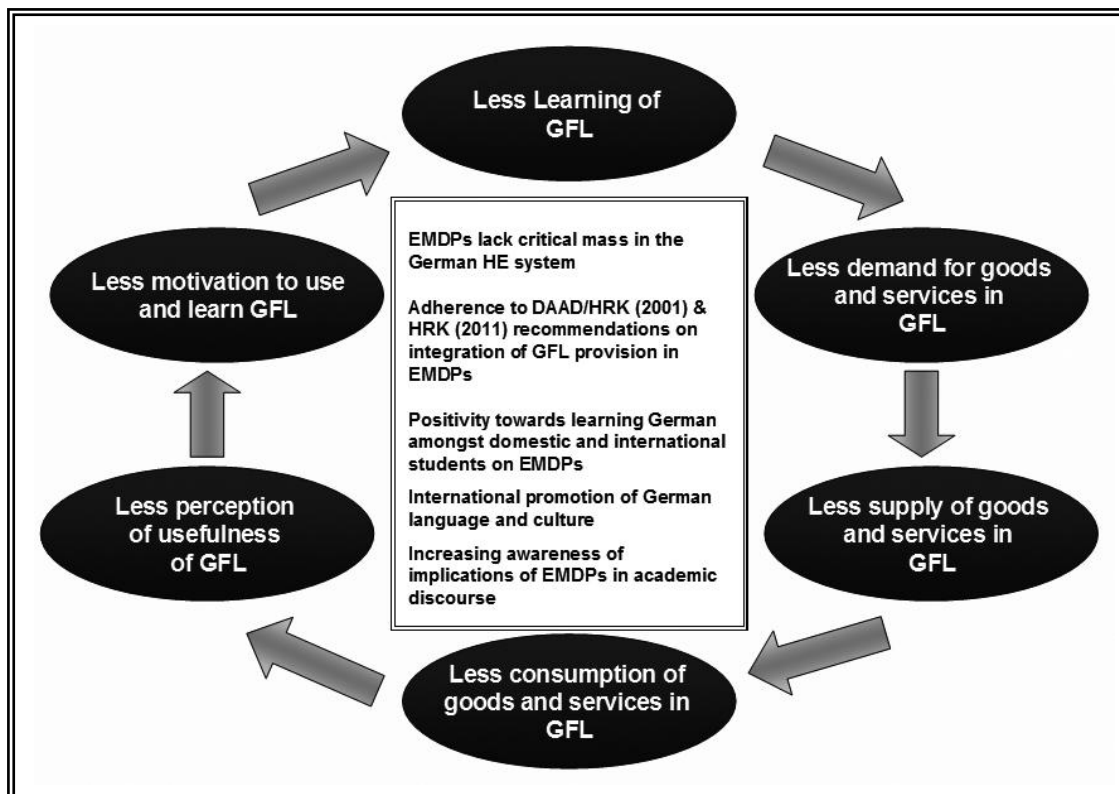 Less Learning of
GFL
Less demand for goods
and services in
GFL
Less supply of goods
and services in
GFL
Less consumption of
goods and services in
GFL
Less perception
of usefulness
of GFL
Less motivation to use
and learn GFL
EMDPs lack critical mass in the
German HE system
Adherence to DAAD/HRK (2001) &
HRK (2011) recommendations on
integration of GFL provision in
EMDPs
Positivity towards learning German
amongst domestic and international
students on EMDPs
International promotion of German
language and culture
Increasing awareness of
implications of EMDPs in academic
discourse